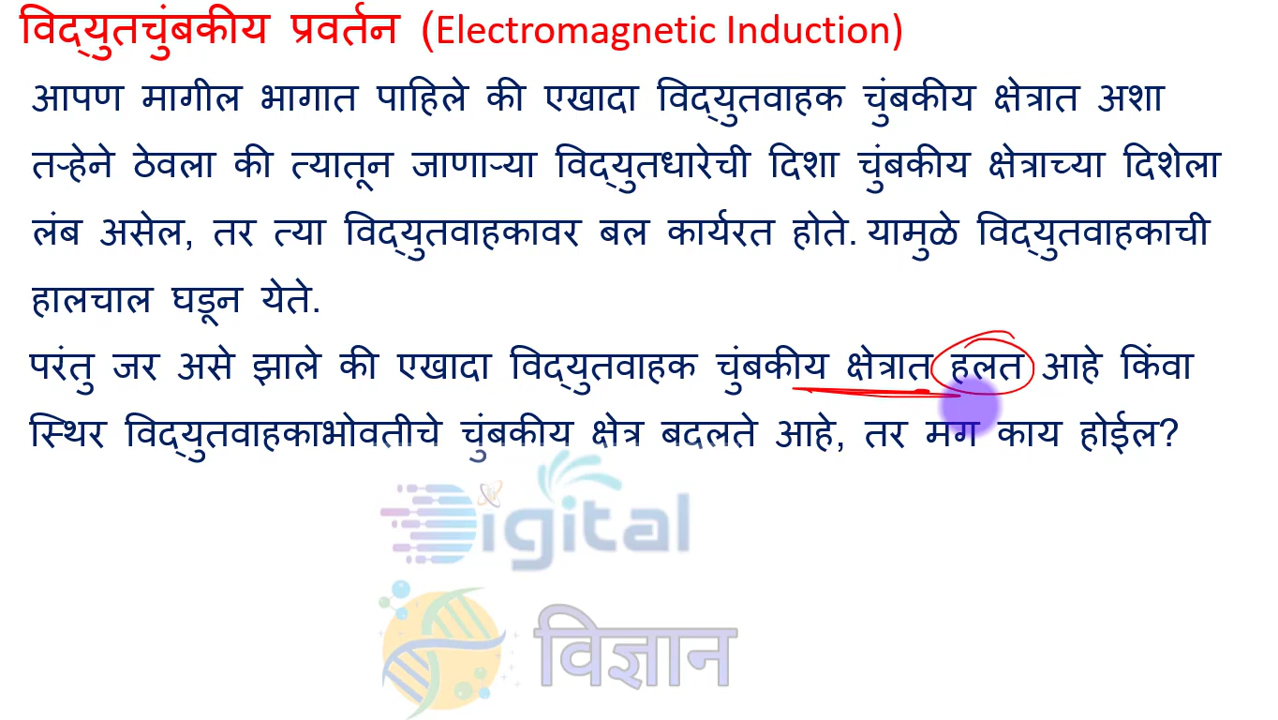 विद्युतचुंबकीय प्रवर्तन (Electromagnetic Induction)
आपण मागील भागात पाहिले की एखादा विद्युतवाहक चुंबकीय क्षेत्रात अशा
तऱ्हेने ठेवला की त्यातून जाणाऱ्या विद्युतधारेची दिशा चुंबकीय क्षेत्राच्या दिशेला
लंब असेल, तर त्या विद्युतवाहकावर बल कार्यरत होते. यामुळे विद्युतवाहकाची
हालचाल घडून येते.
परंतु जर असे झाले की एखादा विद्युतवाहक चुंबकीय क्षेत्रात हलत आहे किंवा
स्थिर विद्युतवाहकाभोवतीचे चुंबकीय क्षेत्र बदलते आहे, तर मग काय होईल?
Digital
विज्ञान